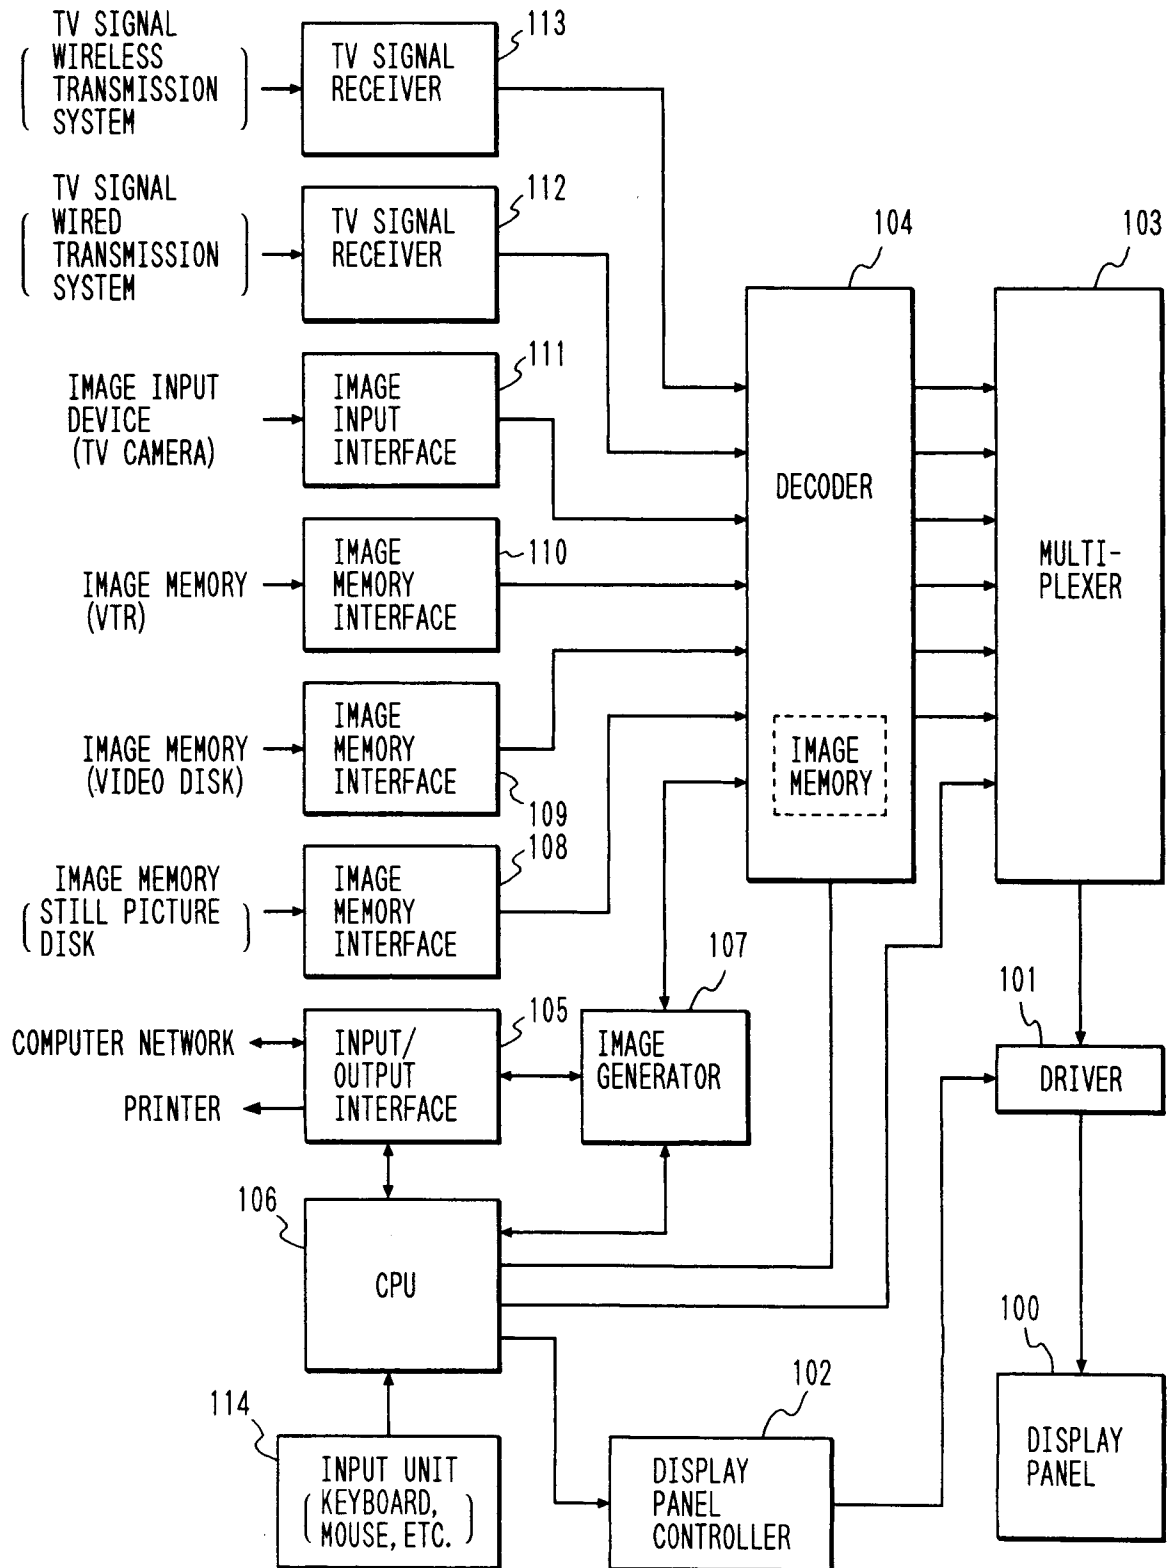 TV SIGNAL
WIRELESS
TRANSMISSION
SYSTEM
TV SIGNAL
RECEIVER
113
TV SIGNAL
WIRED
TRANSMISSION
SYSTEM
TV SIGNAL
RECEIVER
112
IMAGE INPUT
DEVICE
(TV CAMERA)
IMAGE
INPUT
INTERFACE
111
IMAGE MEMORY
(VTR)
IMAGE
MEMORY
INTERFACE
110
IMAGE MEMORY
(VIDEO DISK)
IMAGE
MEMORY
INTERFACE
109
IMAGE MEMORY
STILL PICTURE
DISK
IMAGE
MEMORY
INTERFACE
108
104
DECODER
IMAGE
MEMORY
103
MULTI-
PLEXER
COMPUTER NETWORK
PRINTER
INPUT/
OUTPUT
INTERFACE
105
IMAGE
GENERATOR
107
101
DRIVER
106
CPU
100
DISPLAY
PANEL
114
INPUT UNIT
KEYBOARD,
MOUSE, ETC.
102
DISPLAY
PANEL
CONTROLLER